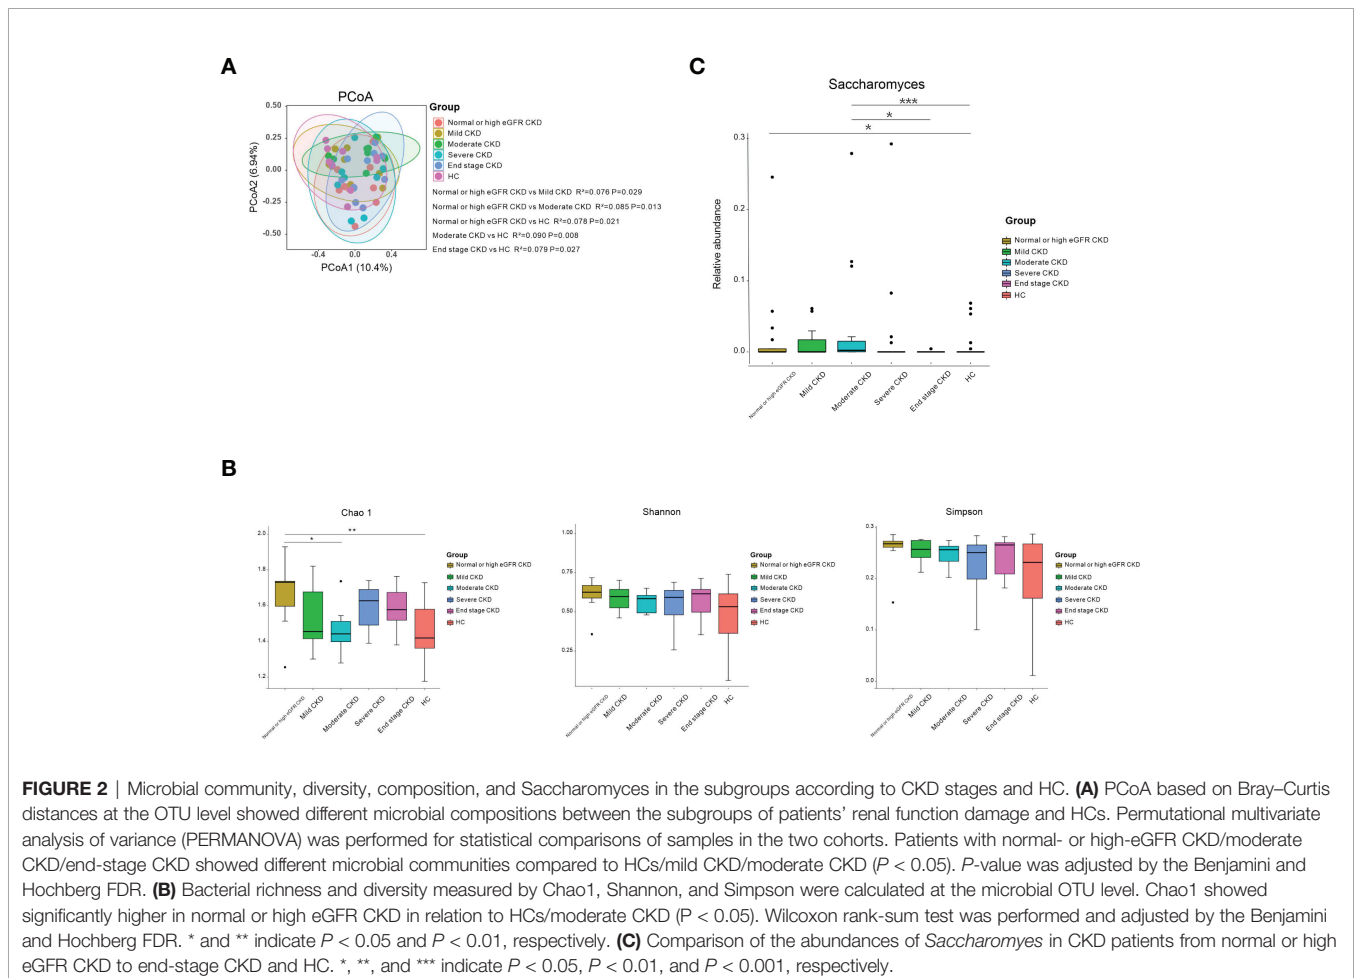 A
PCoA
0.50
0.25
0.00
-0.25
-0.50
PCoA2 (6.94%)
-0.4
0.0
0.4
PCoA1 (10.4%)
Group
Normal or high eGFR CKD
Mild CKD
Moderate CKD
Severe CKD
End stage CKD
HC
Normal or high eGFR CKD vs Mild CKD R²=0.076 P=0.029
Normal or high eGFR CKD vs Moderate CKD R²=0.085 P=0.013
Normal or high eGFR CKD vs HC R²=0.078 P=0.021
Moderate CKD vs HC R²=0.090 P=0.008
End stage CKD vs HC R²=0.079 P=0.027
C
Saccharomyces
***
*
*
0.3
0.2
0.1
0.0
Relative abundance
Normal or high eGFR CKD
Mild CKD
Moderate CKD
Severe CKD
End stage CKD
HC
Group
Normal or high eGFR CKD
Mild CKD
Moderate CKD
Severe CKD
End stage CKD
HC
B
Chao 1
**
*
2.0
1.8
1.6
1.4
1.2
Normal or high eGFR CKD
Mild CKD
Moderate CKD
Severe CKD
End stage CKD
HC
Group
Normal or high eGFR CKD
Mild CKD
Moderate CKD
Severe CKD
End stage CKD
HC
Shannon
1.00
0.75
0.50
0.25
Normal or high eGFR CKD
Mild CKD
Moderate CKD
Severe CKD
End stage CKD
HC
Group
Normal or high eGFR CKD
Mild CKD
Moderate CKD
Severe CKD
End stage CKD
HC
Simpson
0.3
0.2
0.1
0.0
Normal or high eGFR CKD
Mild CKD
Moderate CKD
Severe CKD
End stage CKD
HC
Group
Normal or high eGFR CKD
Mild CKD
Moderate CKD
Severe CKD
End stage CKD
HC
FIGURE 2 | Microbial community, diversity, composition, and Saccharomyces in the subgroups according to CKD stages and HC. (A) PCoA based on Bray–Curtis
distances at the OTU level showed different microbial compositions between the subgroups of patients' renal function damage and HCs. Permutational multivariate
analysis of variance (PERMANOVA) was performed for statistical comparisons of samples in the two cohorts. Patients with normal- or high-eGFR CKD/moderate
CKD/end-stage CKD showed different microbial communities compared to HCs/mild CKD/moderate CKD (P < 0.05). P-value was adjusted by the Benjamini and
Hochberg FDR. (B) Bacterial richness and diversity measured by Chao1, Shannon, and Simpson were calculated at the microbial OTU level. Chao1 showed
significantly higher in normal or high eGFR CKD in relation to HCs/moderate CKD (P < 0.05). Wilcoxon rank-sum test was performed and adjusted by the Benjamini
and Hochberg FDR. * and ** indicate P < 0.05 and P < 0.01, respectively. (C) Comparison of the abundances of Saccharomyes in CKD patients from normal or high
eGFR CKD to end-stage CKD and HC. *, **, and *** indicate P < 0.05, P < 0.01, and P < 0.001, respectively.